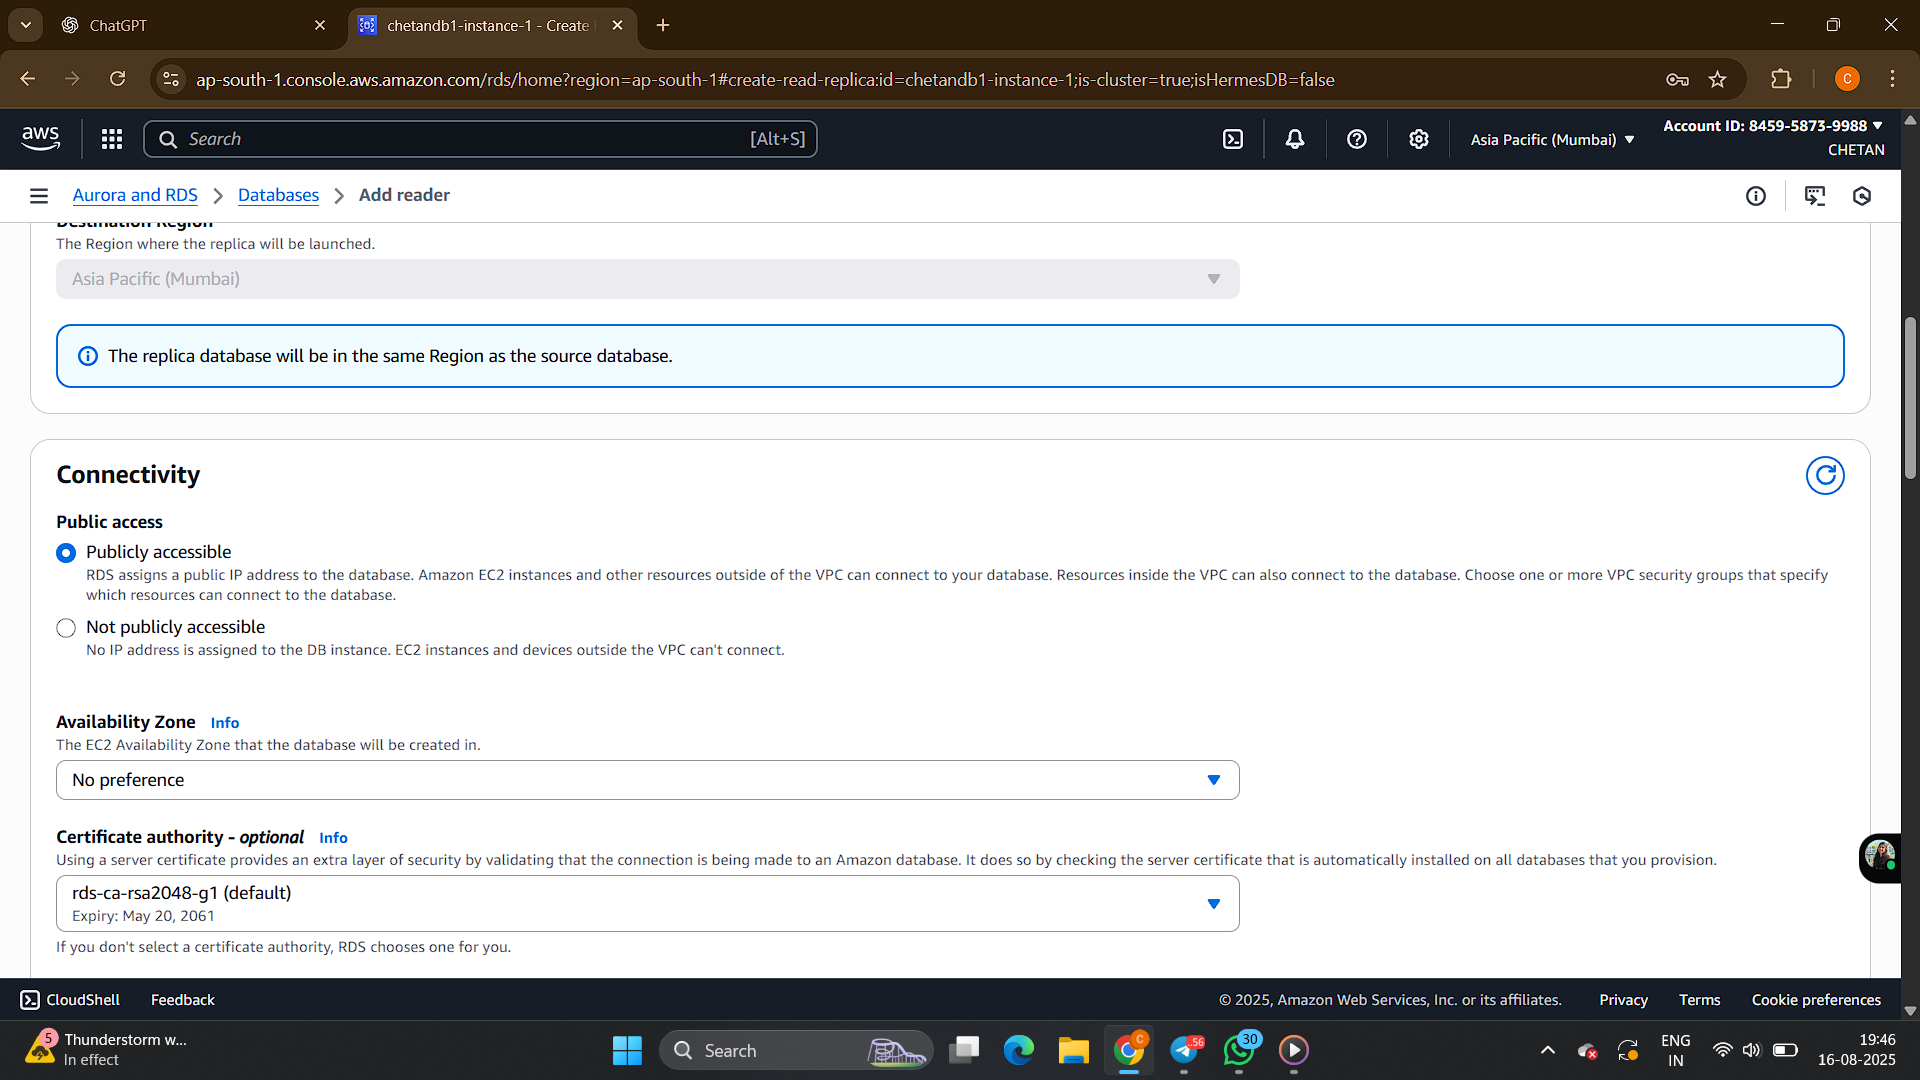 ChatGPT
chetandb1-instance-1 - Create
ap-south-1.console.aws.amazon.com/rds/home?region=ap-south-1#create-read-replica:id=chetandb1-instance-1;is-cluster=true;isHermesDB=false
C
aws
Search
[Alt+S]
Asia Pacific (Mumbai)
Account ID: 8459-5873-9988
CHETAN
Aurora and RDS
Databases
Add reader
Destination Region
The Region where the replica will be launched.
Asia Pacific (Mumbai)
The replica database will be in the same Region as the source database.
Connectivity
Public access
Publicly accessible
RDS assigns a public IP address to the database. Amazon EC2 instances and other resources outside of the VPC can connect to your database. Resources inside the VPC can also connect to the database. Choose one or more VPC security groups that specify
which resources can connect to the database.
Not publicly accessible
No IP address is assigned to the DB instance. EC2 instances and devices outside the VPC can't connect.
Availability Zone Info
The EC2 Availability Zone that the database will be created in.
No preference
Certificate authority - optional Info
Using a server certificate provides an extra layer of security by validating that the connection is being made to an Amazon database. It does so by checking the server certificate that is automatically installed on all databases that you provision.
rds-ca-rsa2048-g1 (default)
Expiry: May 20, 2061
If you don't select a certificate authority, RDS chooses one for you.
CloudShell
Feedback
© 2025, Amazon Web Services, Inc. or its affiliates.
Privacy
Terms
Cookie preferences
5
Thunderstorm w...
In effect
Search
C
56
30
ENG
IN
19:46
16-08-2025